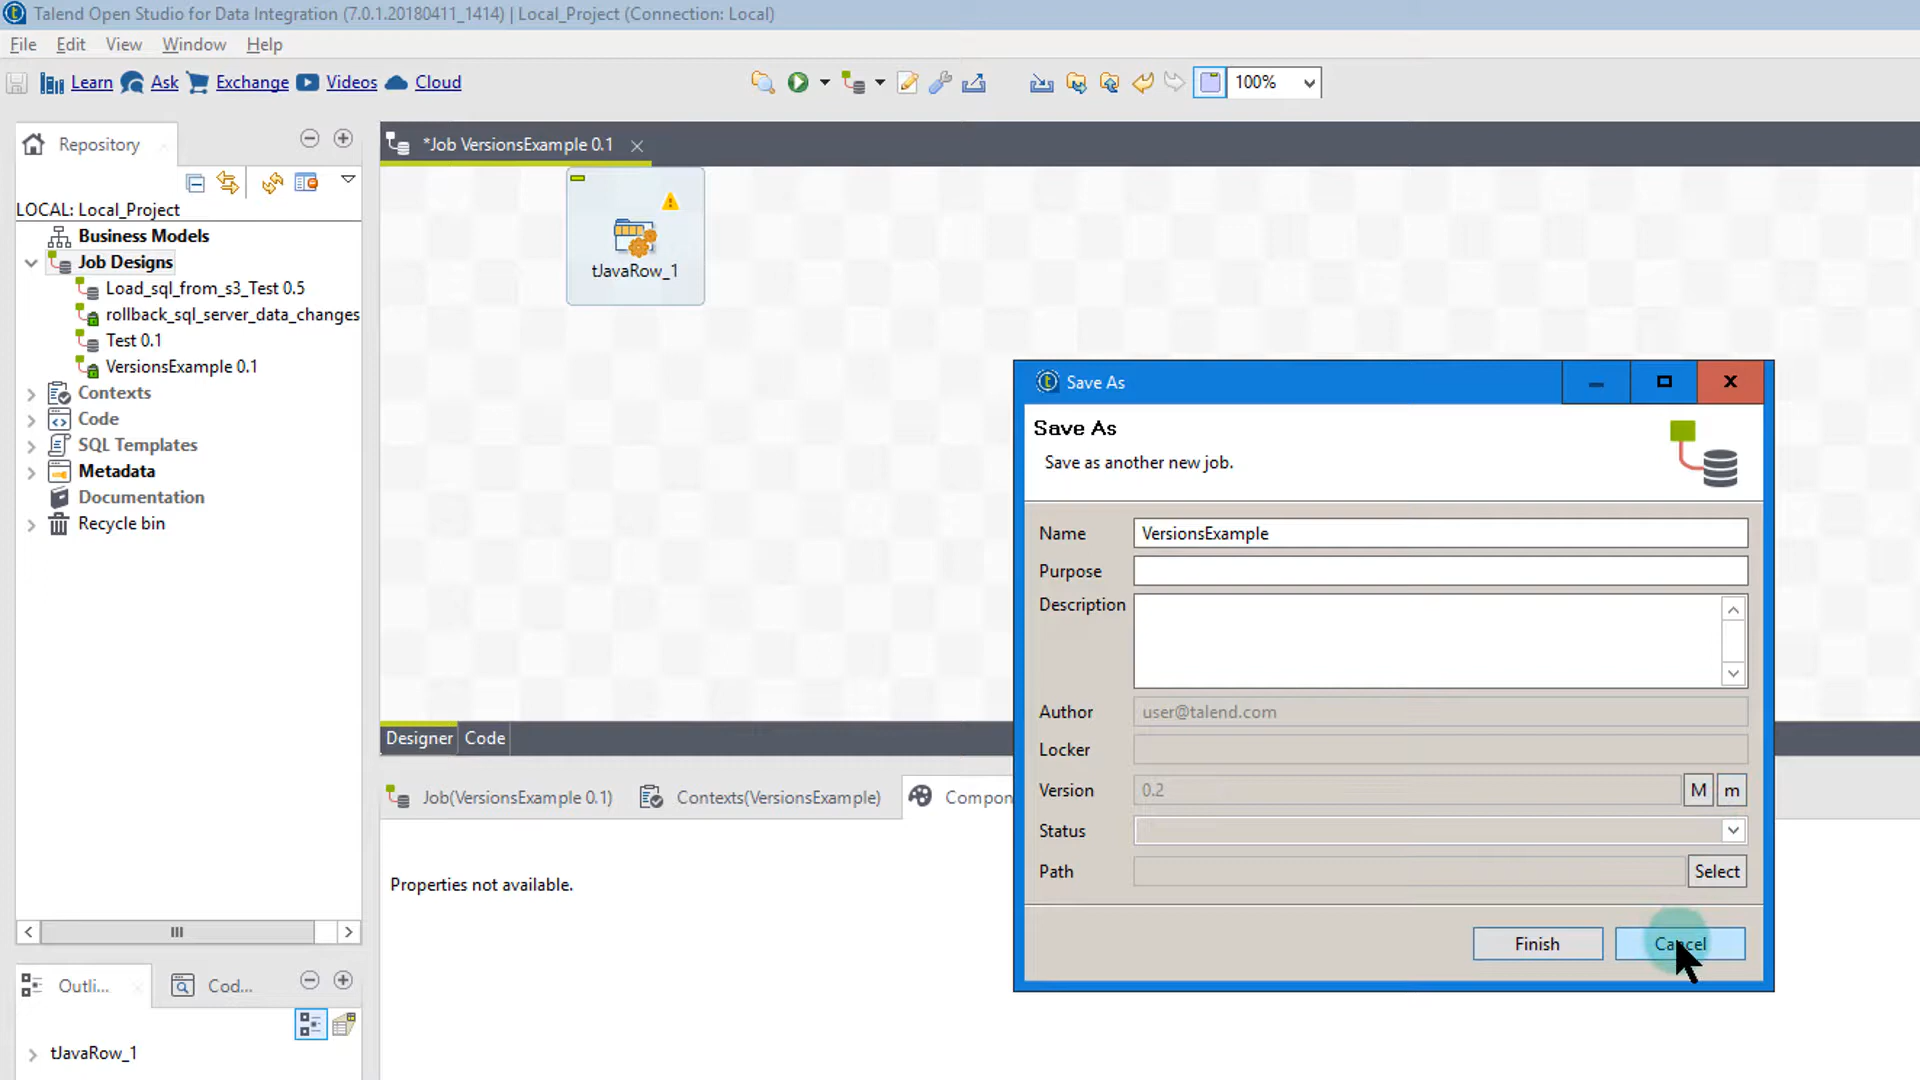 Talend Open Studio for Data Integration (7.0.1.20180411_1414) | Local_Project (Connection: Local)
File Edit View Window Help
Learn Ask Exchange Videos Cloud 100%
Repository
*Job VersionsExample 0.1
LOCAL: Local_Project
Business Models
Job Designs
Load_sql_from_s3_Test 0.5
rollback_sql_server_data_changes
Test 0.1
VersionsExample 0.1
Contexts
Code
SQL Templates
Metadata
Documentation
Recycle bin
tJavaRow_1
Save As
Save As
Save as another new job.
Name VersionsExample
Purpose
Description
Author user@talend.com
Locker
Version 0.2 M m
Status
Path Select
Finish Cancel
Designer Code
Job(VersionsExample 0.1) Contexts(VersionsExample) Compon
Properties not available.
Outli... Cod...
tJavaRow_1